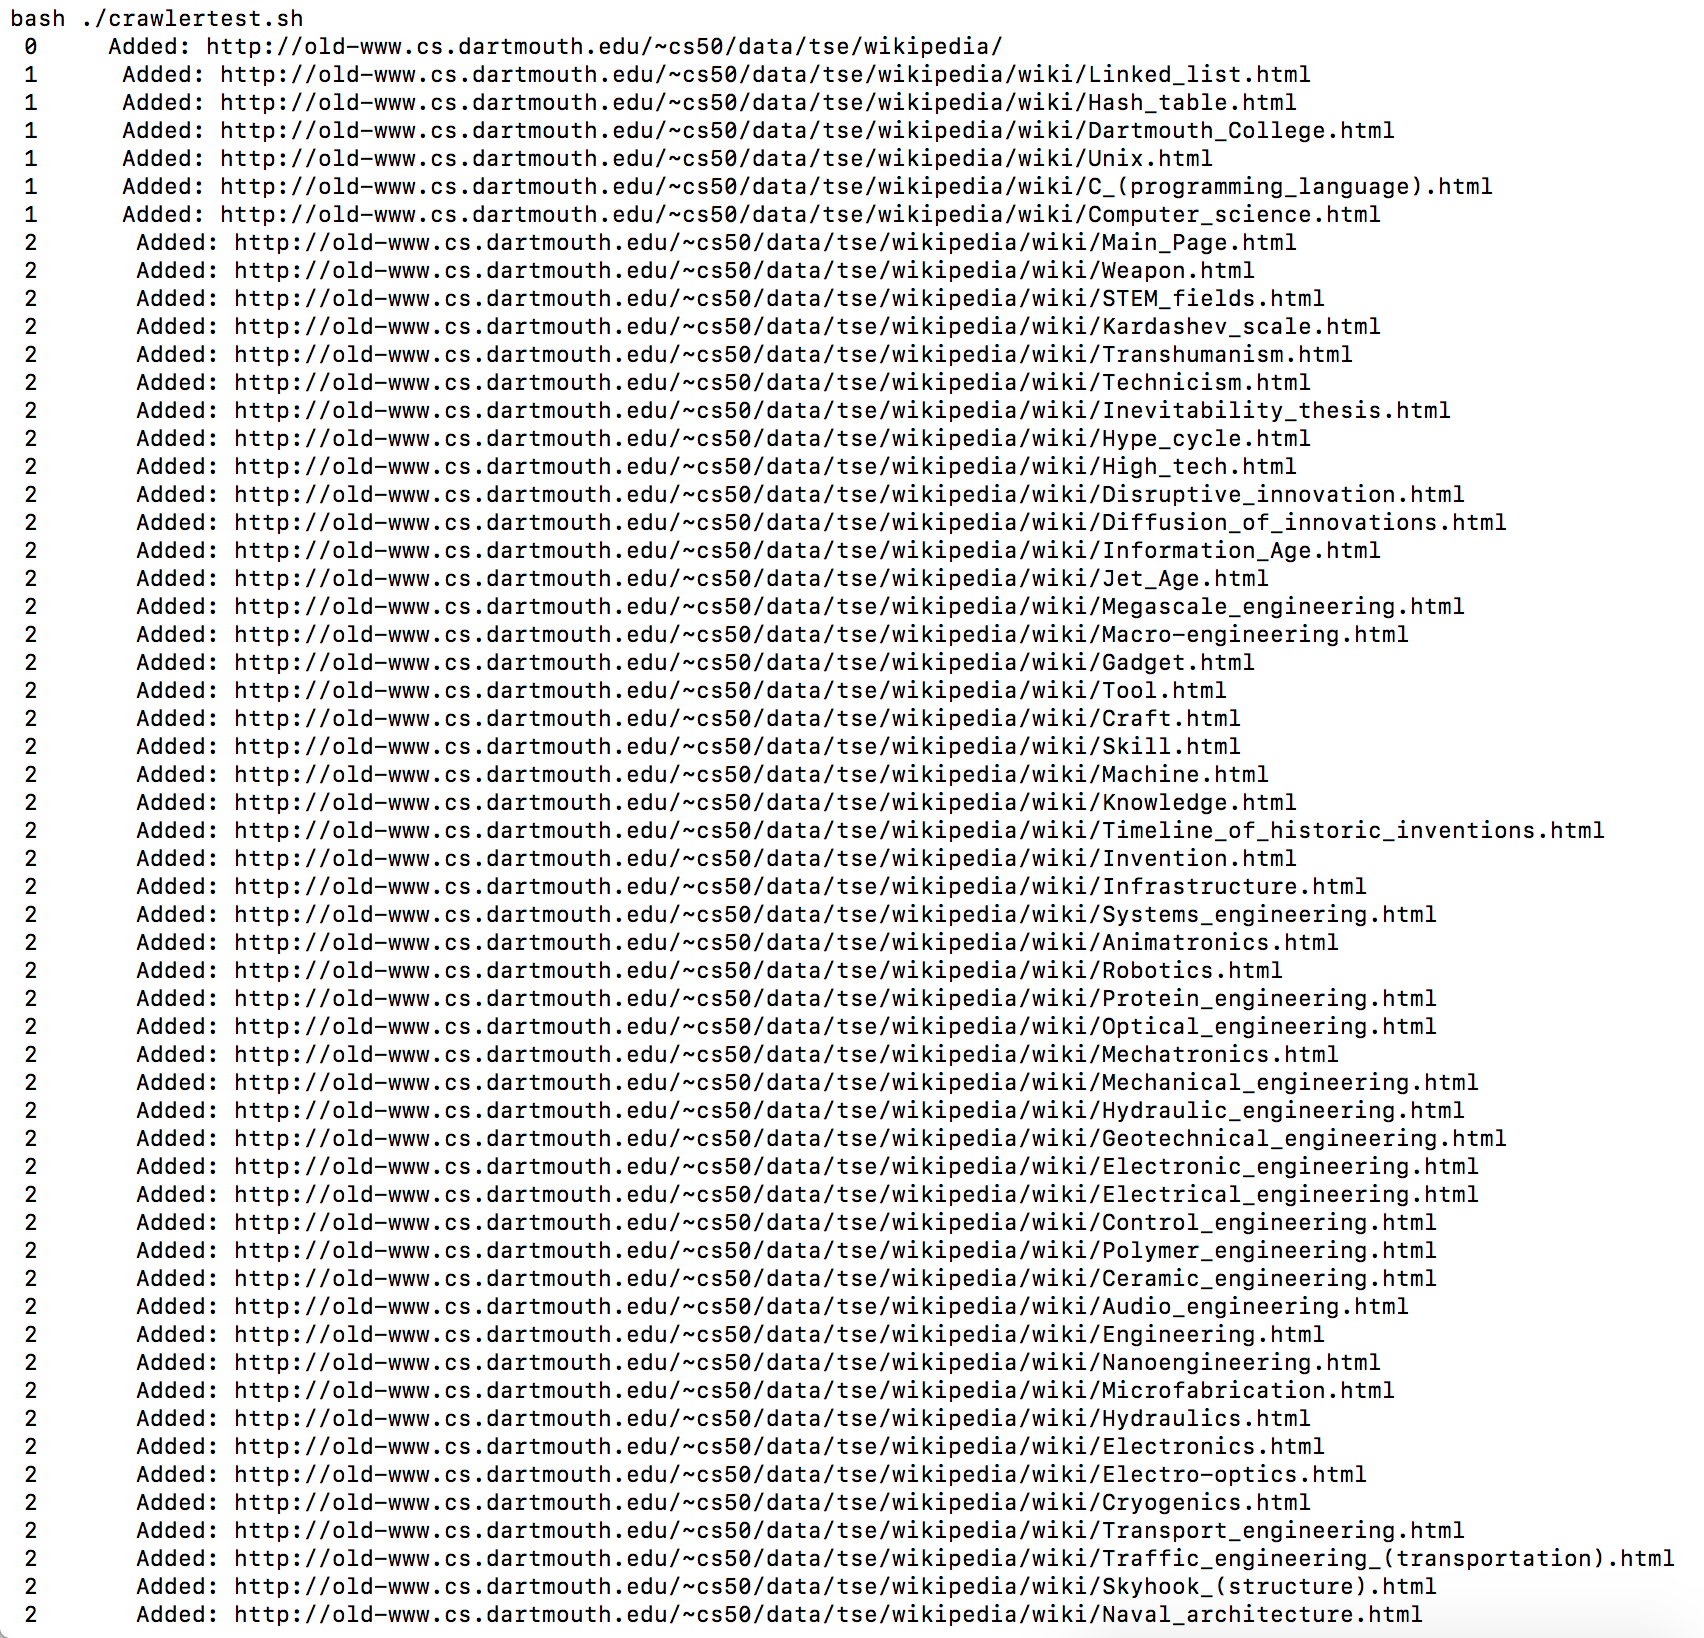 bash ./crawlertest.sh
0     Added: http://old-www.cs.dartmouth.edu/~cs50/data/tse/wikipedia/
1      Added: http://old-www.cs.dartmouth.edu/~cs50/data/tse/wikipedia/wiki/Linked_list.html
1      Added: http://old-www.cs.dartmouth.edu/~cs50/data/tse/wikipedia/wiki/Hash_table.html
1      Added: http://old-www.cs.dartmouth.edu/~cs50/data/tse/wikipedia/wiki/Dartmouth_College.html
1      Added: http://old-www.cs.dartmouth.edu/~cs50/data/tse/wikipedia/wiki/Unix.html
1      Added: http://old-www.cs.dartmouth.edu/~cs50/data/tse/wikipedia/wiki/C_(programming_language).html
1      Added: http://old-www.cs.dartmouth.edu/~cs50/data/tse/wikipedia/wiki/Computer_science.html
2       Added: http://old-www.cs.dartmouth.edu/~cs50/data/tse/wikipedia/wiki/Main_Page.html
2       Added: http://old-www.cs.dartmouth.edu/~cs50/data/tse/wikipedia/wiki/Weapon.html
2       Added: http://old-www.cs.dartmouth.edu/~cs50/data/tse/wikipedia/wiki/STEM_fields.html
2       Added: http://old-www.cs.dartmouth.edu/~cs50/data/tse/wikipedia/wiki/Kardashev_scale.html
2       Added: http://old-www.cs.dartmouth.edu/~cs50/data/tse/wikipedia/wiki/Transhumanism.html
2       Added: http://old-www.cs.dartmouth.edu/~cs50/data/tse/wikipedia/wiki/Technicism.html
2       Added: http://old-www.cs.dartmouth.edu/~cs50/data/tse/wikipedia/wiki/Inevitability_thesis.html
2       Added: http://old-www.cs.dartmouth.edu/~cs50/data/tse/wikipedia/wiki/Hype_cycle.html
2       Added: http://old-www.cs.dartmouth.edu/~cs50/data/tse/wikipedia/wiki/High_tech.html
2       Added: http://old-www.cs.dartmouth.edu/~cs50/data/tse/wikipedia/wiki/Disruptive_innovation.html
2       Added: http://old-www.cs.dartmouth.edu/~cs50/data/tse/wikipedia/wiki/Diffusion_of_innovations.html
2       Added: http://old-www.cs.dartmouth.edu/~cs50/data/tse/wikipedia/wiki/Information_Age.html
2       Added: http://old-www.cs.dartmouth.edu/~cs50/data/tse/wikipedia/wiki/Jet_Age.html
2       Added: http://old-www.cs.dartmouth.edu/~cs50/data/tse/wikipedia/wiki/Megascale_engineering.html
2       Added: http://old-www.cs.dartmouth.edu/~cs50/data/tse/wikipedia/wiki/Macro-engineering.html
2       Added: http://old-www.cs.dartmouth.edu/~cs50/data/tse/wikipedia/wiki/Gadget.html
2       Added: http://old-www.cs.dartmouth.edu/~cs50/data/tse/wikipedia/wiki/Tool.html
2       Added: http://old-www.cs.dartmouth.edu/~cs50/data/tse/wikipedia/wiki/Craft.html
2       Added: http://old-www.cs.dartmouth.edu/~cs50/data/tse/wikipedia/wiki/Skill.html
2       Added: http://old-www.cs.dartmouth.edu/~cs50/data/tse/wikipedia/wiki/Machine.html
2       Added: http://old-www.cs.dartmouth.edu/~cs50/data/tse/wikipedia/wiki/Knowledge.html
2       Added: http://old-www.cs.dartmouth.edu/~cs50/data/tse/wikipedia/wiki/Timeline_of_historic_inventions.html
2       Added: http://old-www.cs.dartmouth.edu/~cs50/data/tse/wikipedia/wiki/Invention.html
2       Added: http://old-www.cs.dartmouth.edu/~cs50/data/tse/wikipedia/wiki/Infrastructure.html
2       Added: http://old-www.cs.dartmouth.edu/~cs50/data/tse/wikipedia/wiki/Systems_engineering.html
2       Added: http://old-www.cs.dartmouth.edu/~cs50/data/tse/wikipedia/wiki/Animatronics.html
2       Added: http://old-www.cs.dartmouth.edu/~cs50/data/tse/wikipedia/wiki/Robotics.html
2       Added: http://old-www.cs.dartmouth.edu/~cs50/data/tse/wikipedia/wiki/Protein_engineering.html
2       Added: http://old-www.cs.dartmouth.edu/~cs50/data/tse/wikipedia/wiki/Optical_engineering.html
2       Added: http://old-www.cs.dartmouth.edu/~cs50/data/tse/wikipedia/wiki/Mechatronics.html
2       Added: http://old-www.cs.dartmouth.edu/~cs50/data/tse/wikipedia/wiki/Mechanical_engineering.html
2       Added: http://old-www.cs.dartmouth.edu/~cs50/data/tse/wikipedia/wiki/Hydraulic_engineering.html
2       Added: http://old-www.cs.dartmouth.edu/~cs50/data/tse/wikipedia/wiki/Geotechnical_engineering.html
2       Added: http://old-www.cs.dartmouth.edu/~cs50/data/tse/wikipedia/wiki/Electronic_engineering.html
2       Added: http://old-www.cs.dartmouth.edu/~cs50/data/tse/wikipedia/wiki/Electrical_engineering.html
2       Added: http://old-www.cs.dartmouth.edu/~cs50/data/tse/wikipedia/wiki/Control_engineering.html
2       Added: http://old-www.cs.dartmouth.edu/~cs50/data/tse/wikipedia/wiki/Polymer_engineering.html
2       Added: http://old-www.cs.dartmouth.edu/~cs50/data/tse/wikipedia/wiki/Ceramic_engineering.html
2       Added: http://old-www.cs.dartmouth.edu/~cs50/data/tse/wikipedia/wiki/Audio_engineering.html
2       Added: http://old-www.cs.dartmouth.edu/~cs50/data/tse/wikipedia/wiki/Engineering.html
2       Added: http://old-www.cs.dartmouth.edu/~cs50/data/tse/wikipedia/wiki/Nanoengineering.html
2       Added: http://old-www.cs.dartmouth.edu/~cs50/data/tse/wikipedia/wiki/Microfabrication.html
2       Added: http://old-www.cs.dartmouth.edu/~cs50/data/tse/wikipedia/wiki/Hydraulics.html
2       Added: http://old-www.cs.dartmouth.edu/~cs50/data/tse/wikipedia/wiki/Electronics.html
2       Added: http://old-www.cs.dartmouth.edu/~cs50/data/tse/wikipedia/wiki/Electro-optics.html
2       Added: http://old-www.cs.dartmouth.edu/~cs50/data/tse/wikipedia/wiki/Cryogenics.html
2       Added: http://old-www.cs.dartmouth.edu/~cs50/data/tse/wikipedia/wiki/Transport_engineering.html
2       Added: http://old-www.cs.dartmouth.edu/~cs50/data/tse/wikipedia/wiki/Traffic_engineering_(transportation).html
2       Added: http://old-www.cs.dartmouth.edu/~cs50/data/tse/wikipedia/wiki/Skyhook_(structure).html
2       Added: http://old-www.cs.dartmouth.edu/~cs50/data/tse/wikipedia/wiki/Naval_architecture.html